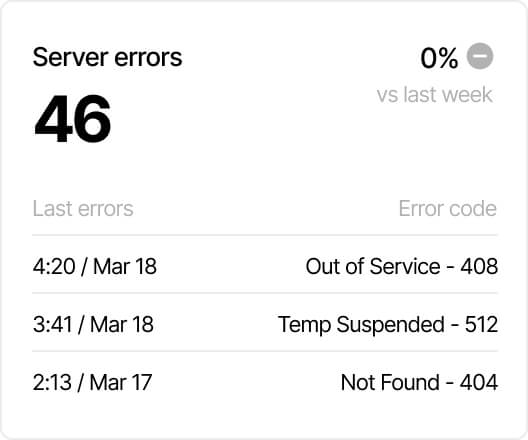 Server errors
0%
46
vs last week
Last errors
Error code
4:20 / Mar 18
Out of Service - 408
3:41 / Mar 18
Temp Suspended - 512
2:13 / Mar 17
Not Found - 404